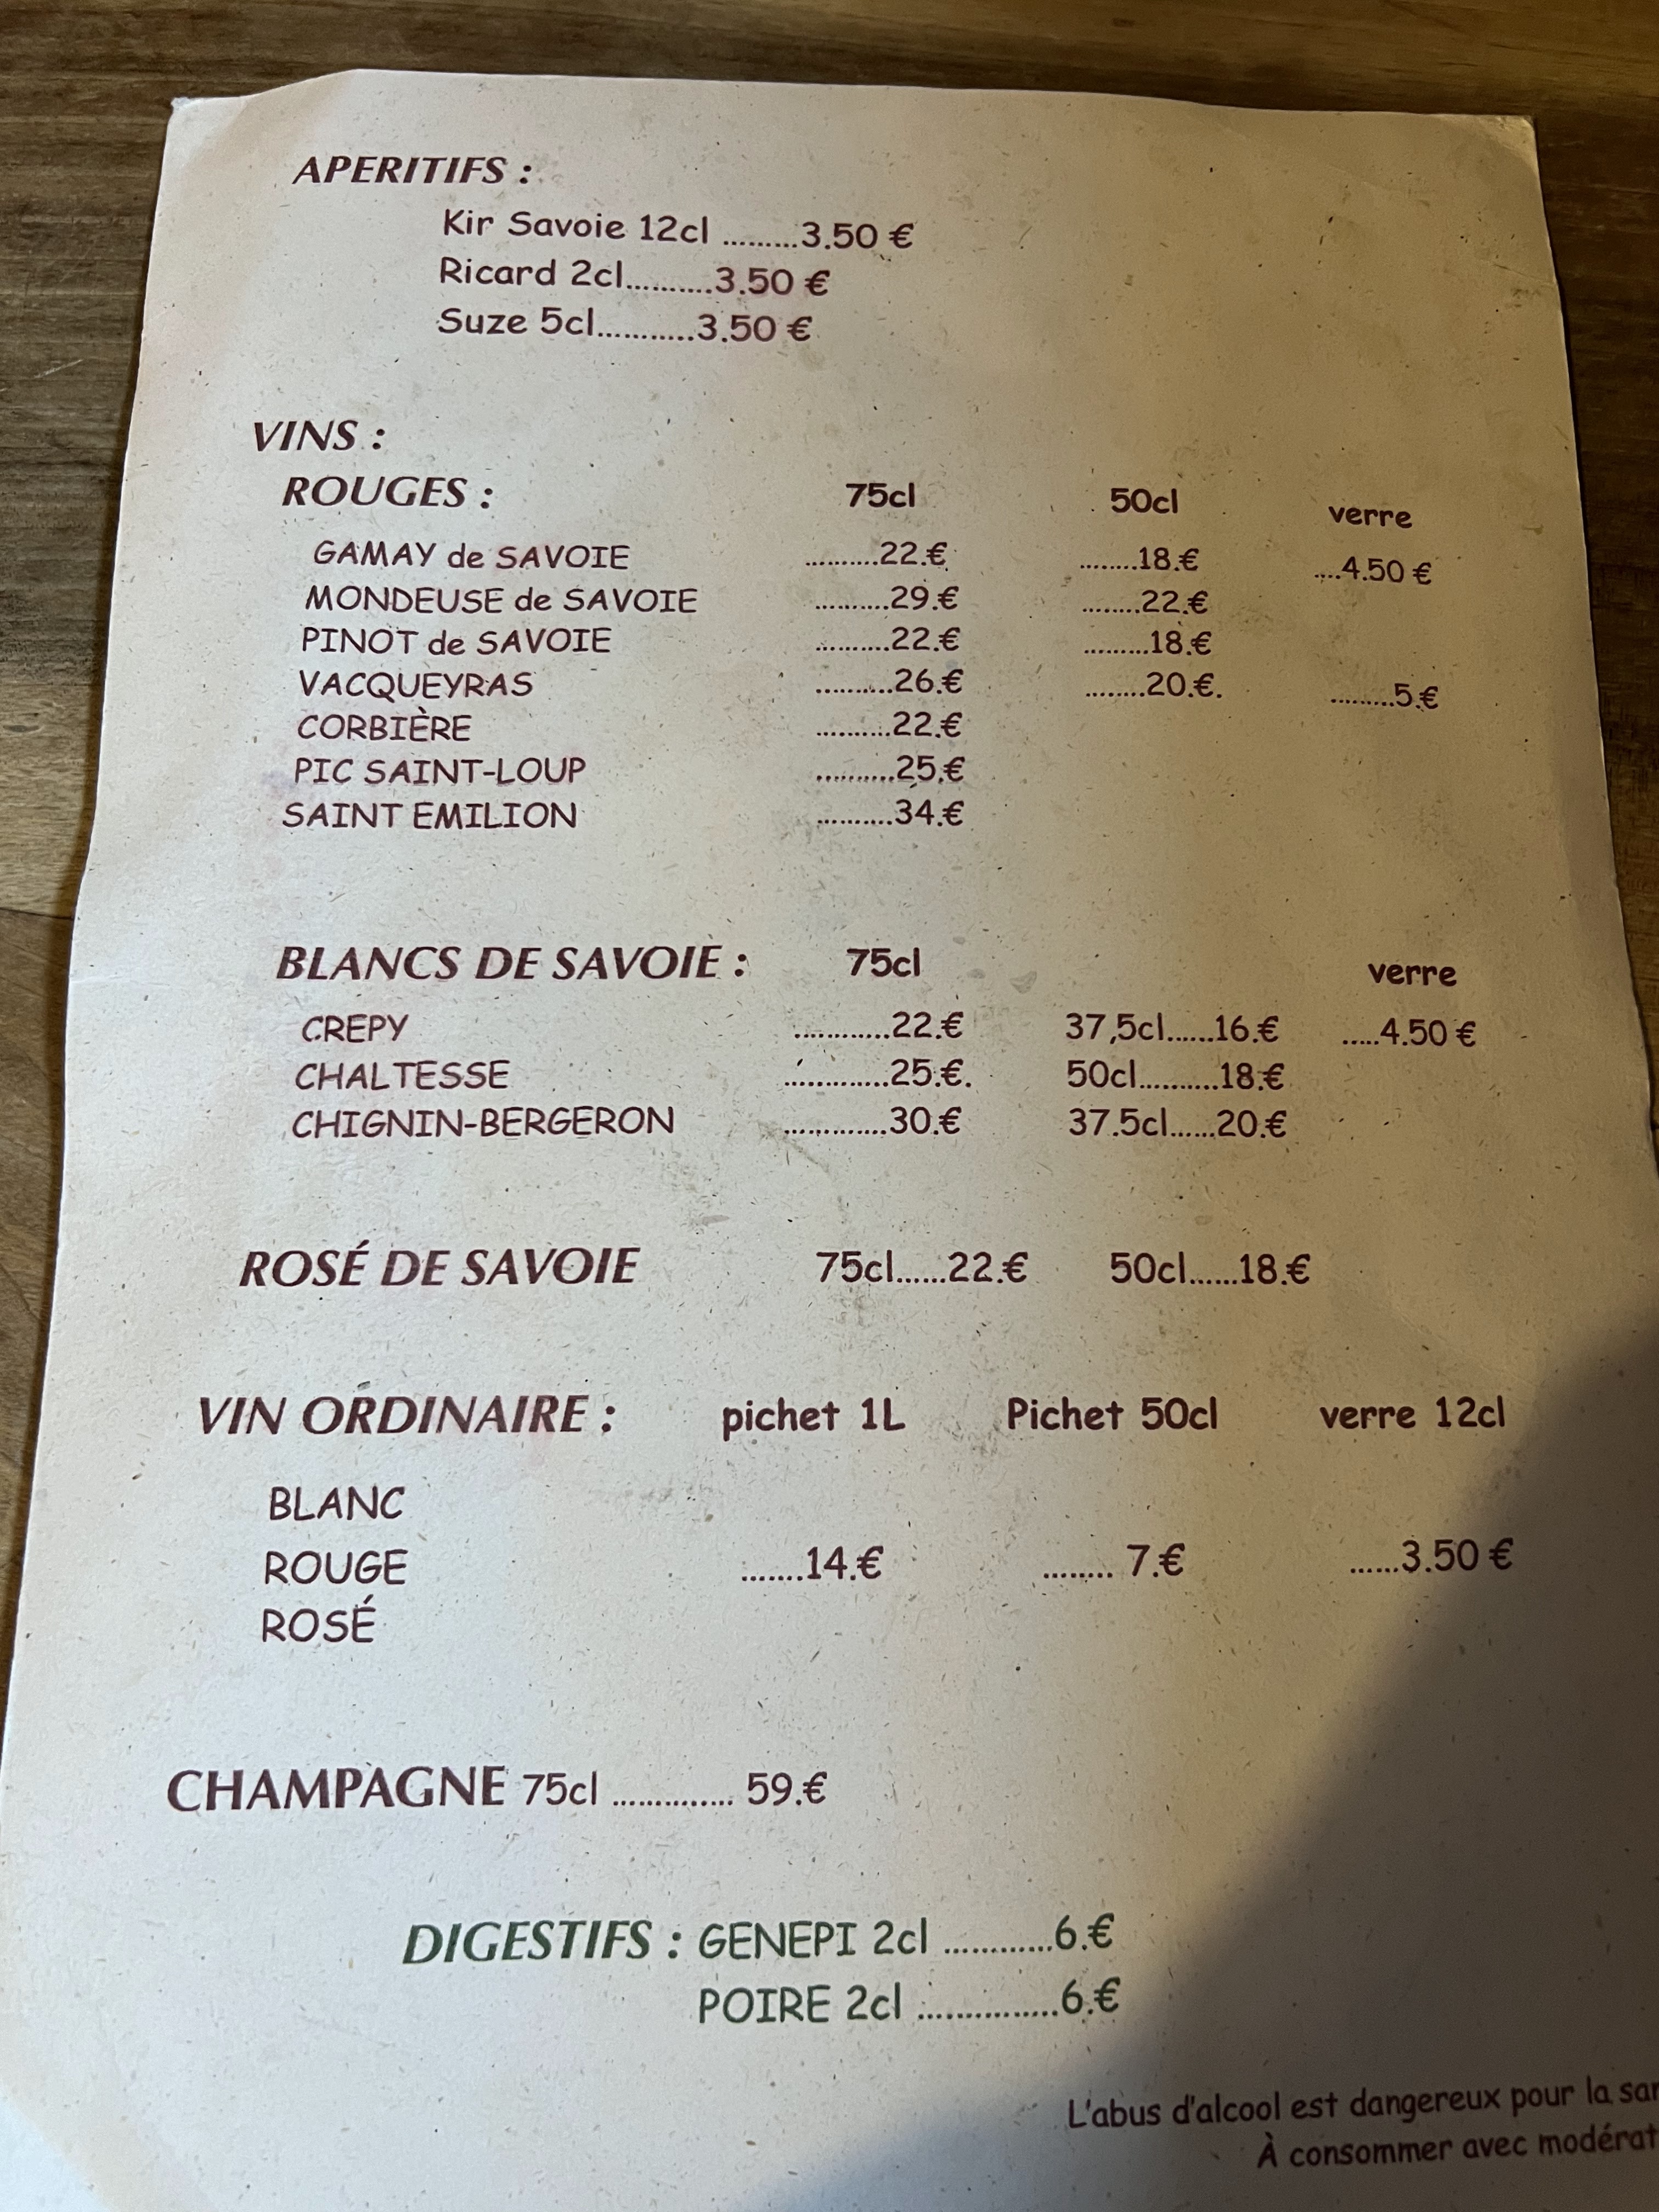 APERITIFS :
Kir Savoie 12cl .........3.50 €
Ricard 2cl..........3.50 €
Suze 5cl...........3.50 €
VINS :
ROUGES : 75cl 50cl verre
GAMAY de SAVOIE ..........22.€ ........18.€ ....4.50 €
MONDEUSE de SAVOIE ..........29.€ ........22.€
PINOT de SAVOIE ..........22.€ .........18.€
VACQUEYRAS ..........26.€ ........20.€. .........5.€
CORBIÈRE ..........22.€
PIC SAINT-LOUP ..........25.€
SAINT EMILION ..........34.€
BLANCS DE SAVOIE : 75cl verre
CREPY ............22.€ 37,5cl......16.€ .....4.50 €
CHALTESSE .............25.€. 50cl..........18.€
CHIGNIN-BERGERON .............30.€ 37.5cl......20.€
ROSÉ DE SAVOIE 75cl......22.€ 50cl......18.€
VIN ORDINAIRE : pichet 1L Pichet 50cl verre 12cl
BLANC
ROUGE .......14.€ ........ 7.€ ......3.50 €
ROSÉ
CHAMPAGNE 75cl .............. 59.€
DIGESTIFS : GENEPI 2cl ............6.€
POIRE 2cl ...............6.€
L'abus d'alcool est dangereux pour la san
À consommer avec modérat